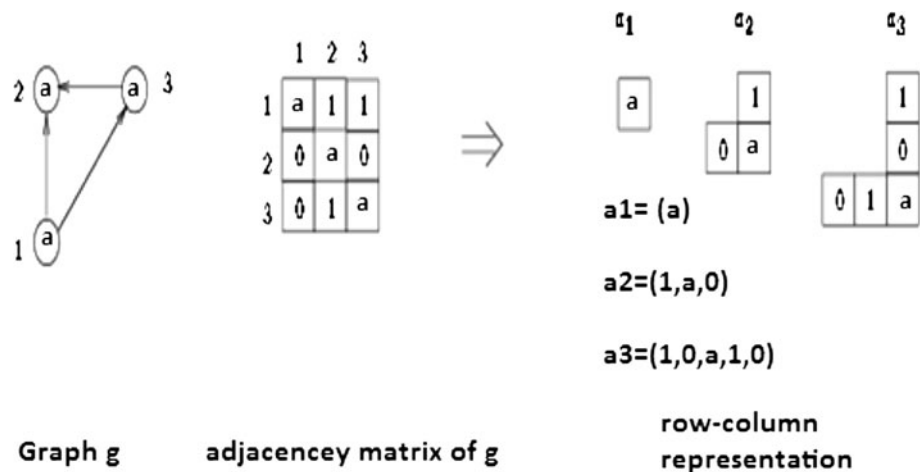 2 a a 3
1 a
1 2 3
1 a 1 1
2 0 a 0
3 0 1 a
⇒
α1 α2 α3
a
1
0 a
1
0
0 1 a
a1= (a)
a2=(1,a,0)
a3=(1,0,a,1,0)
Graph g
adjacencey matrix of g
row-column
representation